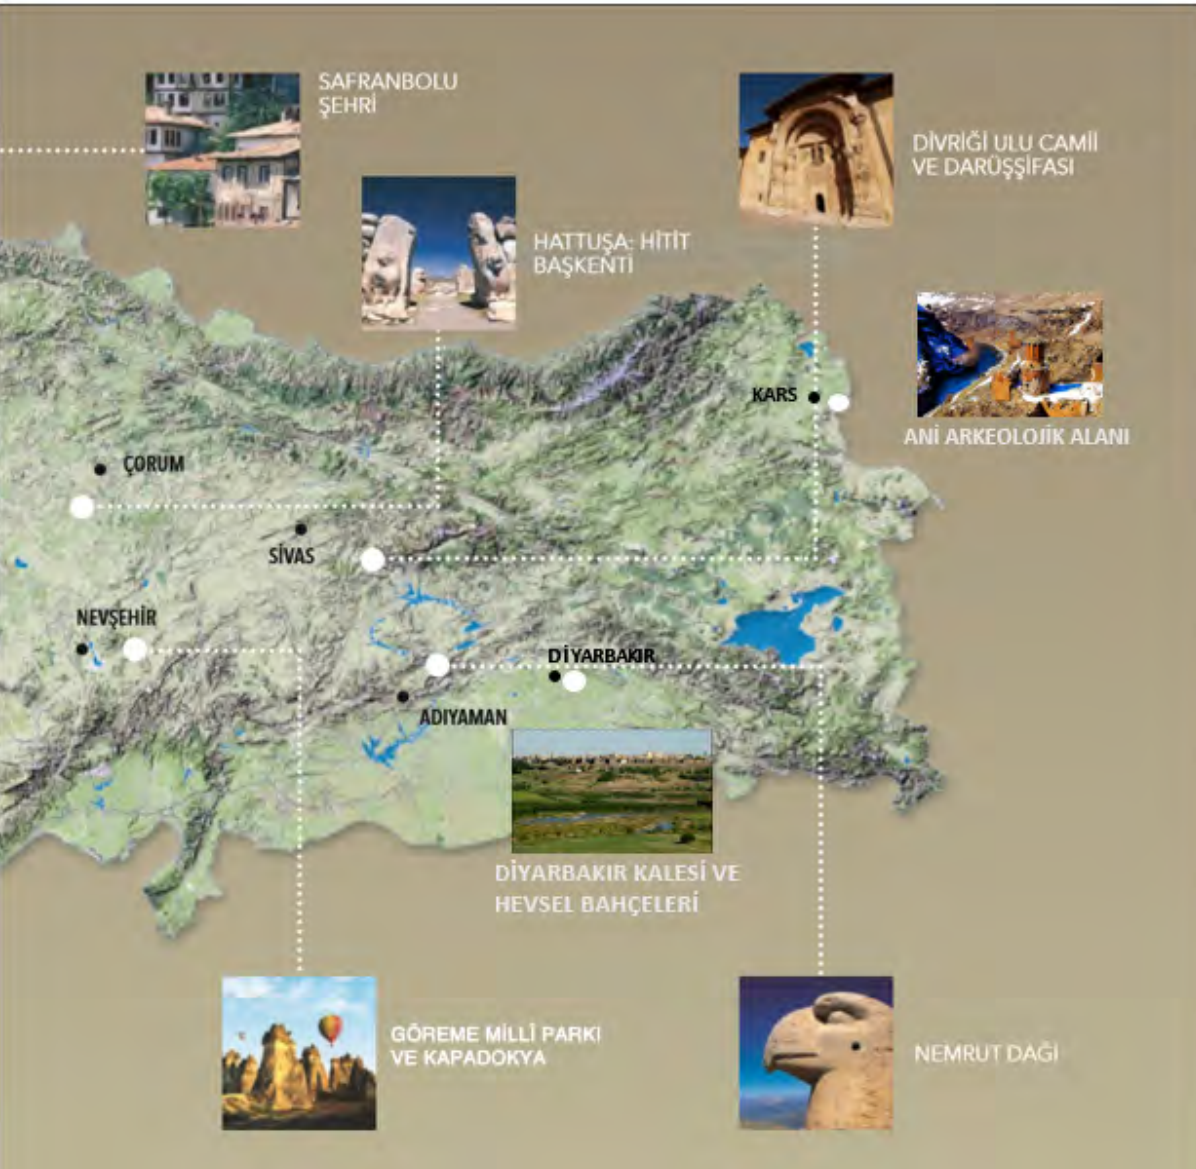 SAFRANBOLU
ŞEHRİ
DİVRİĞİ ULU CAMİİ
VE DARÜŞŞİFASI
HATTUŞA: HİTİT
BAŞKENTİ
KARS
ANİ ARKEOLOJİK ALANI
ÇORUM
SİVAS
NEVŞEHİR
DİYARBAKIR
ADIYAMAN
DİYARBAKIR KALESİ VE
HEVSEL BAHÇELERİ
GÖREME MİLLÎ PARKI
VE KAPADOKYA
NEMRUT DAĞI